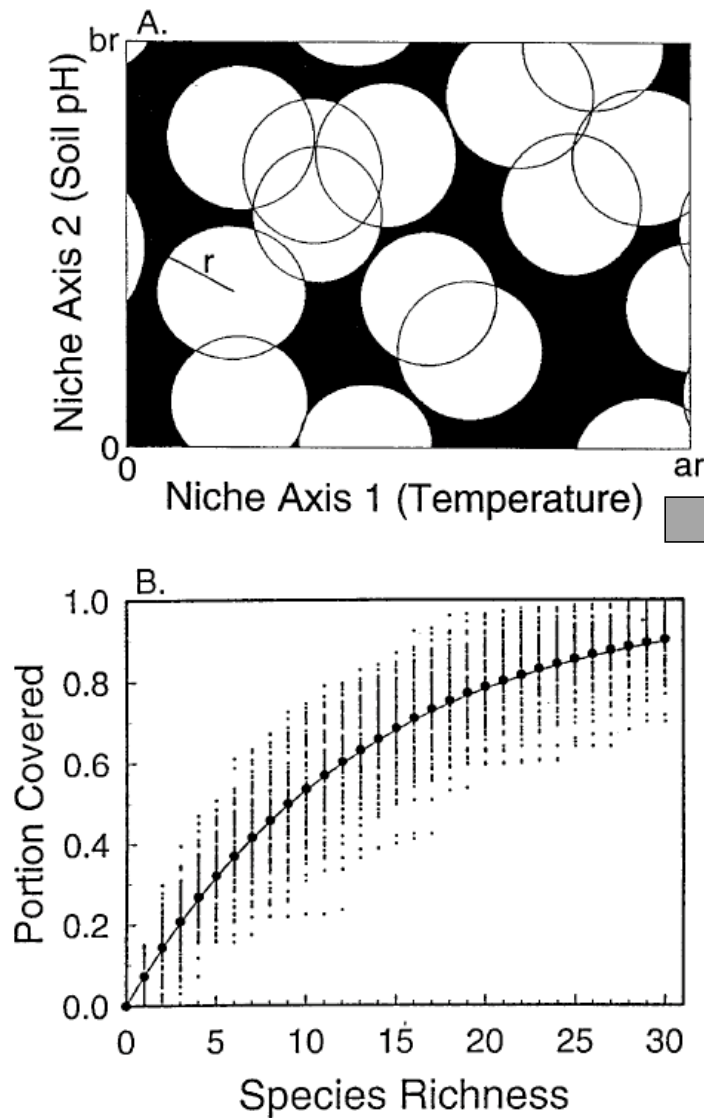 A.
br
Niche Axis 2 (Soil pH)
r
0
0
ar
Niche Axis 1 (Temperature)
B.
1.0
0.8
0.6
0.4
0.2
0.0
Portion Covered
0 5 10 15 20 25 30
Species Richness